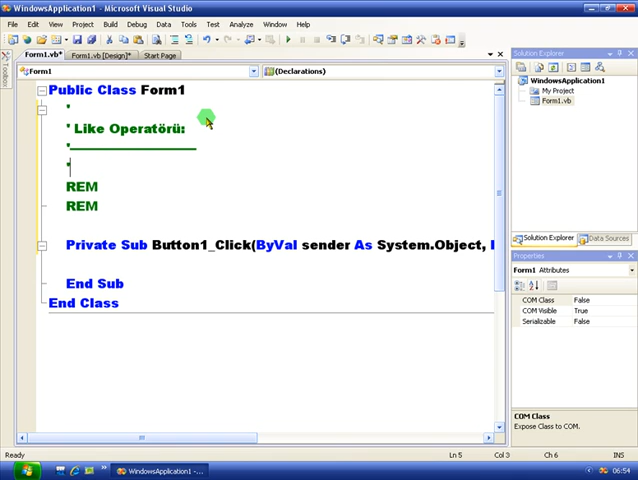 WindowsApplication1 - Microsoft Visual Studio
File Edit View Project Build Debug Data Tools Test Analyze Window Help
Form1.vb* Form1.vb [Design]* Start Page
Form1 (Declarations)
Toolbox
Public Class Form1
'
' Like Operatörü:
'
'
REM
REM
Private Sub Button1_Click(ByVal sender As System.Object,
End Sub
End Class
Solution Explorer
WindowsApplication1
My Project
Form1.vb
Solution Explorer Data Sources
Properties
Form1 Attributes
COM Class False
COM Visible True
Serializable False
COM Class
Expose Class to COM.
Ready Ln 5 Col 3 Ch 6 INS
WindowsApplication1 -... 06:54